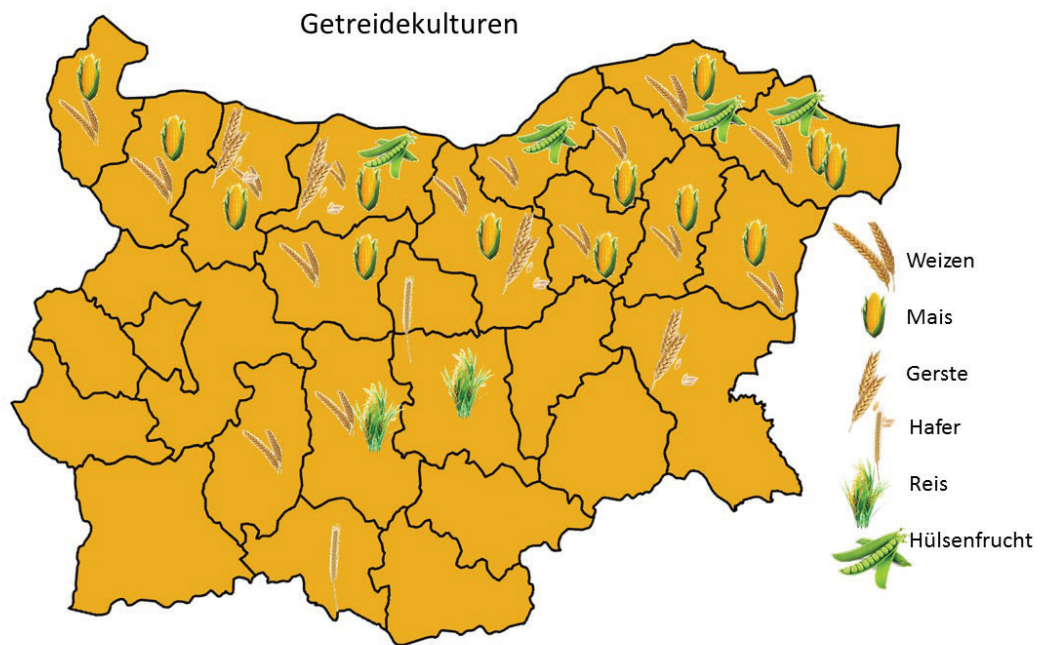 Getreidekulturen
Weizen
Mais
Gerste
Hafer
Reis
Hülsenfrucht